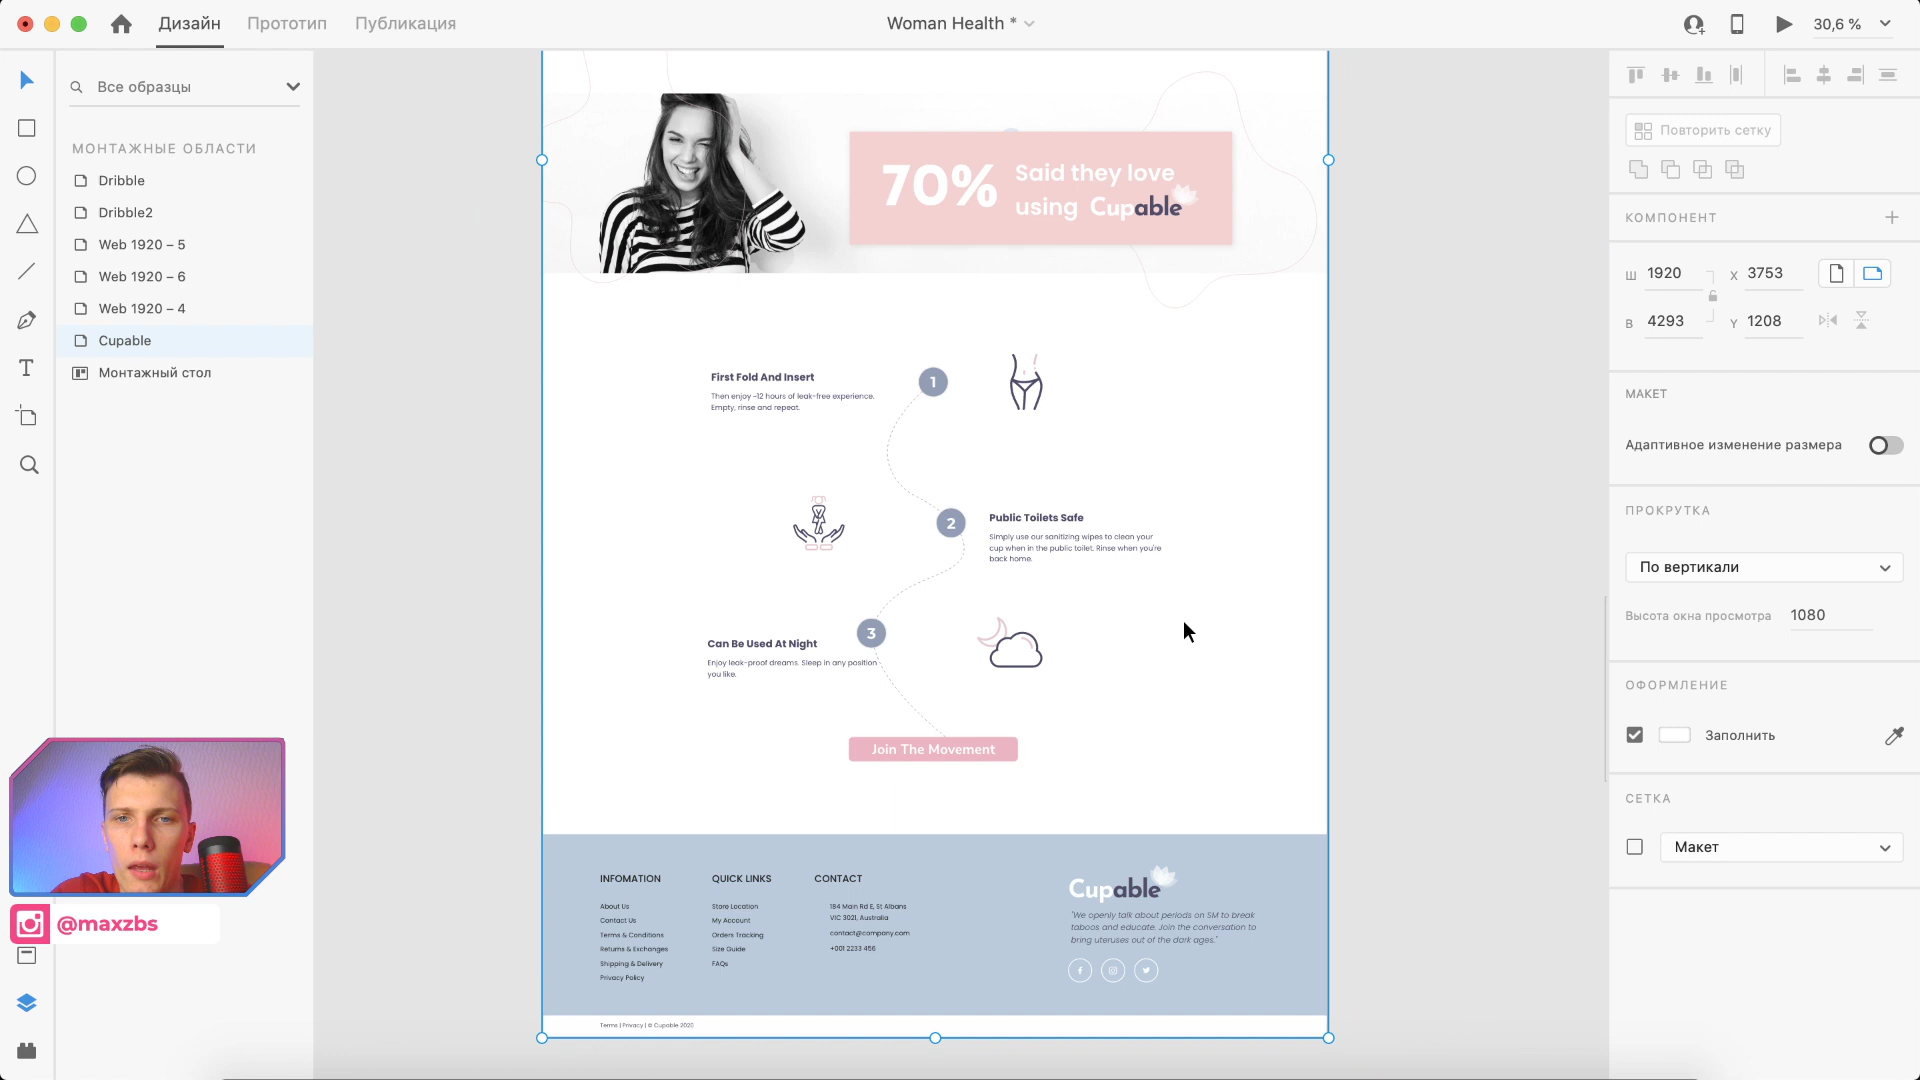 Дизайн
Прототип
Публикация
Woman Health *
30,6 %
Все образцы
МОНТАЖНЫЕ ОБЛАСТИ
Dribble
Dribble2
Web 1920 – 5
Web 1920 – 6
Web 1920 – 4
Cupable
Монтажный стол
@maxzbs
70%
Said they love
using Cupable
1
First Fold And Insert
Then enjoy ~12 hours of leak-free experience.
Empty, rinse and repeat.
2
Public Toilets Safe
Simply use our sanitizing wipes to clean your
cup when in the public toilet. Rinse when you're
back home.
3
Can Be Used At Night
Enjoy leak-proof dreams. Sleep in any position
you like.
Join The Movement
INFOMATION
About Us
Contact Us
Terms & Conditions
Returns & Exchanges
Shipping & Delivery
Privacy Policy
QUICK LINKS
Store Location
My Account
Orders Tracking
Size Guide
FAQs
CONTACT
184 Main Rd E, St Albans
VIC 3021, Australia
contact@company.com
+001 2233 456
Cupable
"We openly talk about periods on SM to break
taboos and educate. Join the conversation to
bring uteruses out of the dark ages."
Terms | Privacy | © Cupable 2020
Повторить сетку
КОМПОНЕНТ
Ш 1920
X 3753
В 4293
Y 1208
МАКЕТ
Адаптивное изменение размера
ПРОКРУТКА
По вертикали
Высота окна просмотра 1080
ОФОРМЛЕНИЕ
Заполнить
СЕТКА
Макет